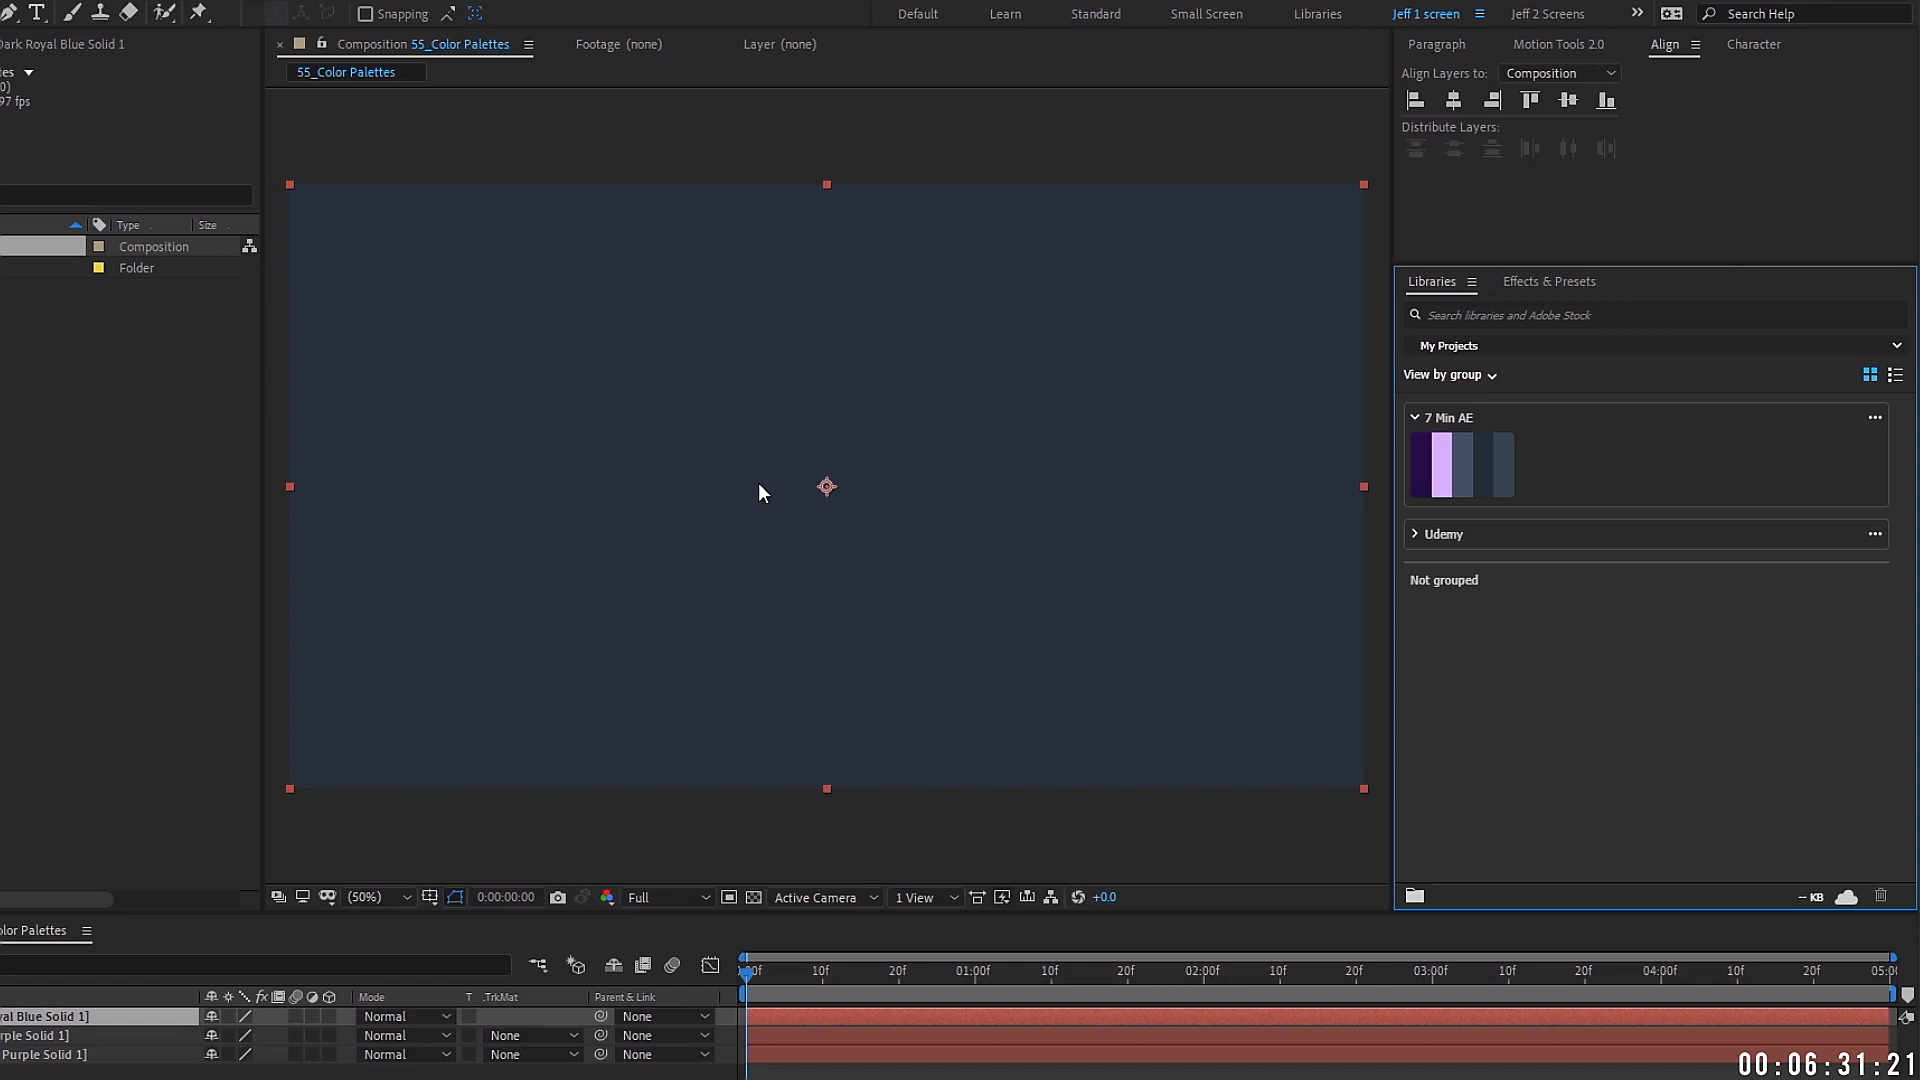 Snapping
Default
Learn
Standard
Small Screen
Libraries
Jeff 1 screen
Jeff 2 Screens
Search Help
Dark Royal Blue Solid 1
Composition 55_Color Palettes
Footage (none)
Layer (none)
Paragraph
Motion Tools 2.0
Align
Character
tes
55_Color Palettes
Align Layers to:
Composition
0)
97 fps
Distribute Layers:
Type
Size
Composition
Folder
Libraries
Effects & Presets
Search libraries and Adobe Stock
My Projects
View by group
7 Min AE
Udemy
Not grouped
(50%)
0:00:00:00
Full
Active Camera
1 View
+0.0
-- KB
olor Palettes
:00f
10f
20f
01:00f
10f
20f
02:00f
10f
20f
03:00f
10f
20f
04:00f
10f
20f
05:00
fx
Mode
T .TrkMat
Parent & Link
yal Blue Solid 1]
Normal
None
rple Solid 1]
Normal
None
None
Purple Solid 1]
Normal
None
None
00:06:31:21